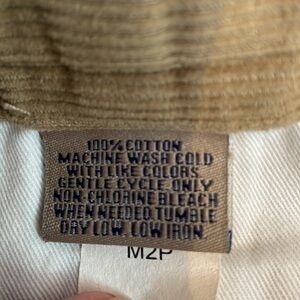 100% COTTON
MACHINE WASH COLD
WITH LIKE COLORS.
GENTLE CYCLE ONLY
NON-CHLORINE BLEACH
WHEN NEEDED. TUMBLE
DRY LOW. LOW IRON.
M2P